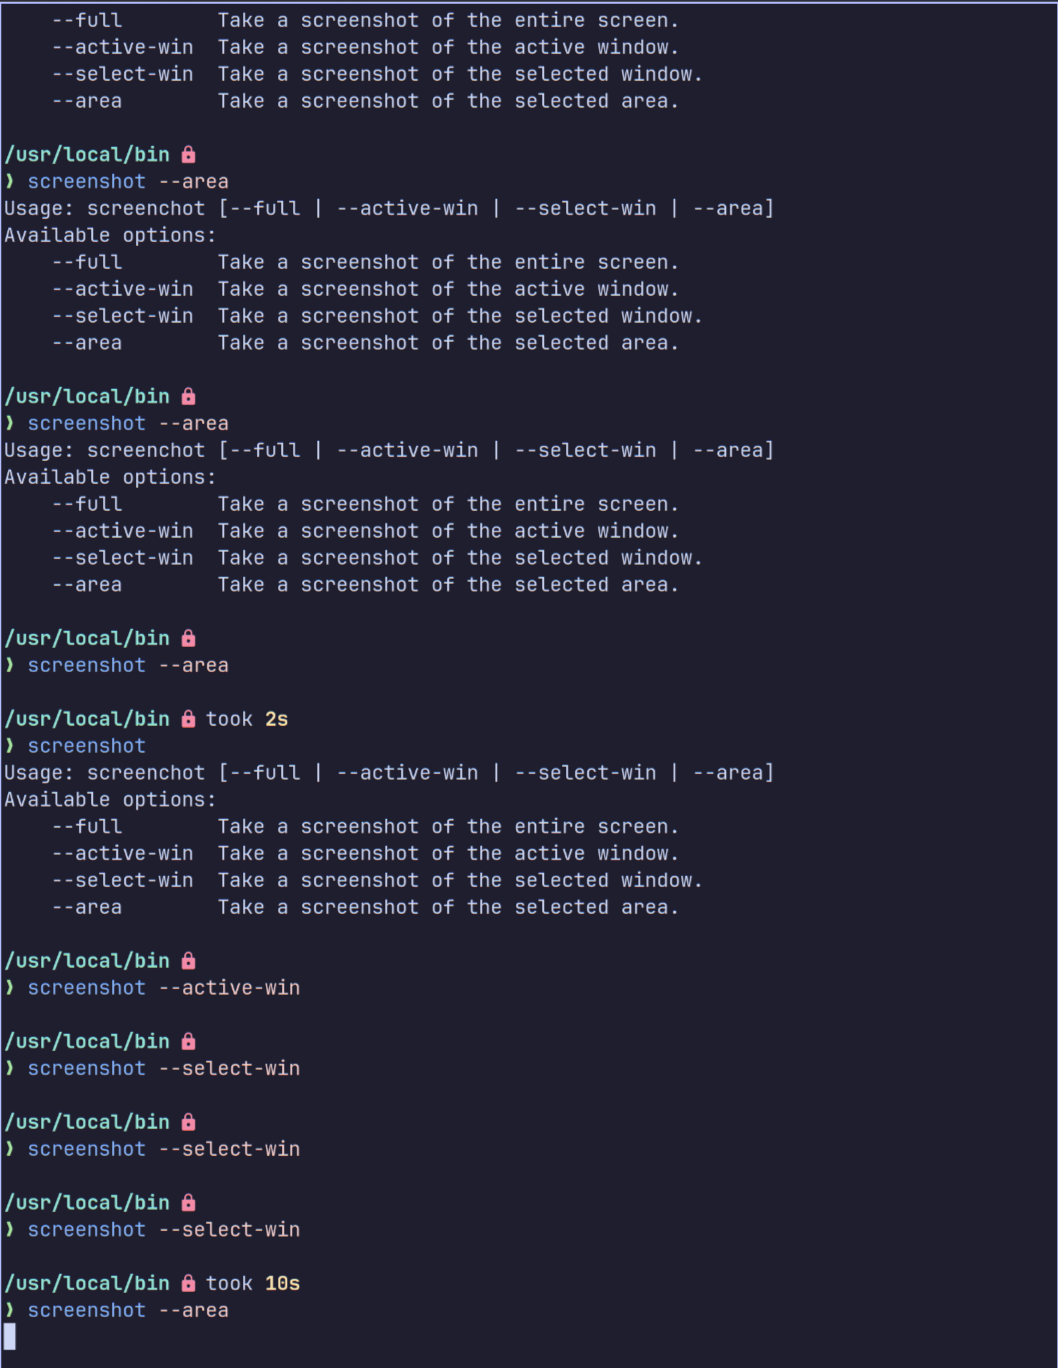 --full        Take a screenshot of the entire screen.
    --active-win  Take a screenshot of the active window.
    --select-win  Take a screenshot of the selected window.
    --area        Take a screenshot of the selected area.

/usr/local/bin 🔒
❯ screenshot --area
Usage: screenchot [--full | --active-win | --select-win | --area]
Available options:
    --full        Take a screenshot of the entire screen.
    --active-win  Take a screenshot of the active window.
    --select-win  Take a screenshot of the selected window.
    --area        Take a screenshot of the selected area.

/usr/local/bin 🔒
❯ screenshot --area
Usage: screenchot [--full | --active-win | --select-win | --area]
Available options:
    --full        Take a screenshot of the entire screen.
    --active-win  Take a screenshot of the active window.
    --select-win  Take a screenshot of the selected window.
    --area        Take a screenshot of the selected area.

/usr/local/bin 🔒
❯ screenshot --area

/usr/local/bin 🔒 took 2s
❯ screenshot
Usage: screenchot [--full | --active-win | --select-win | --area]
Available options:
    --full        Take a screenshot of the entire screen.
    --active-win  Take a screenshot of the active window.
    --select-win  Take a screenshot of the selected window.
    --area        Take a screenshot of the selected area.

/usr/local/bin 🔒
❯ screenshot --active-win

/usr/local/bin 🔒
❯ screenshot --select-win

/usr/local/bin 🔒
❯ screenshot --select-win

/usr/local/bin 🔒
❯ screenshot --select-win

/usr/local/bin 🔒 took 10s
❯ screenshot --area